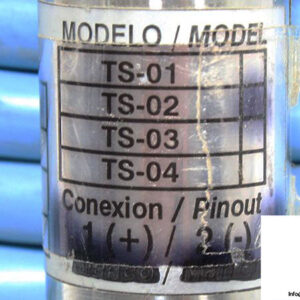 MODELO / MODEL
TS-01
TS-02
TS-03
TS-04
Conexion / Pinout
1 (+) / 2 (-)